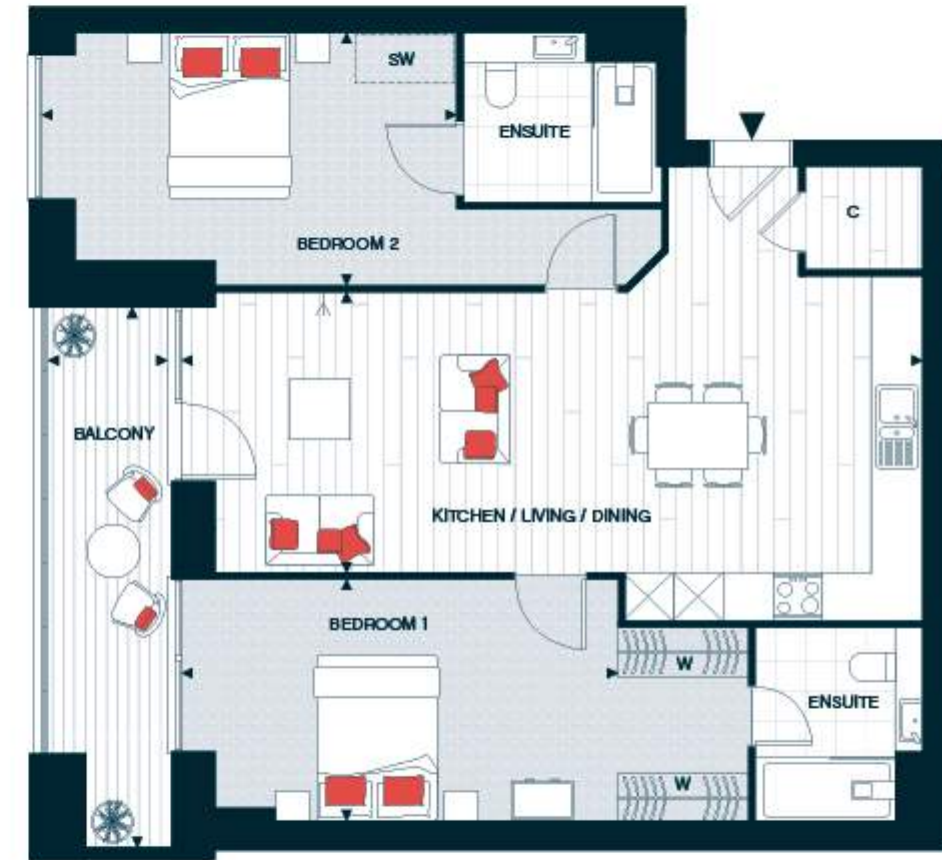 SW
ENSUITE
C
BEDROOM 2
BALCONY
KITCHEN / LIVING / DINING
BEDROOM 1
W
ENSUITE
W